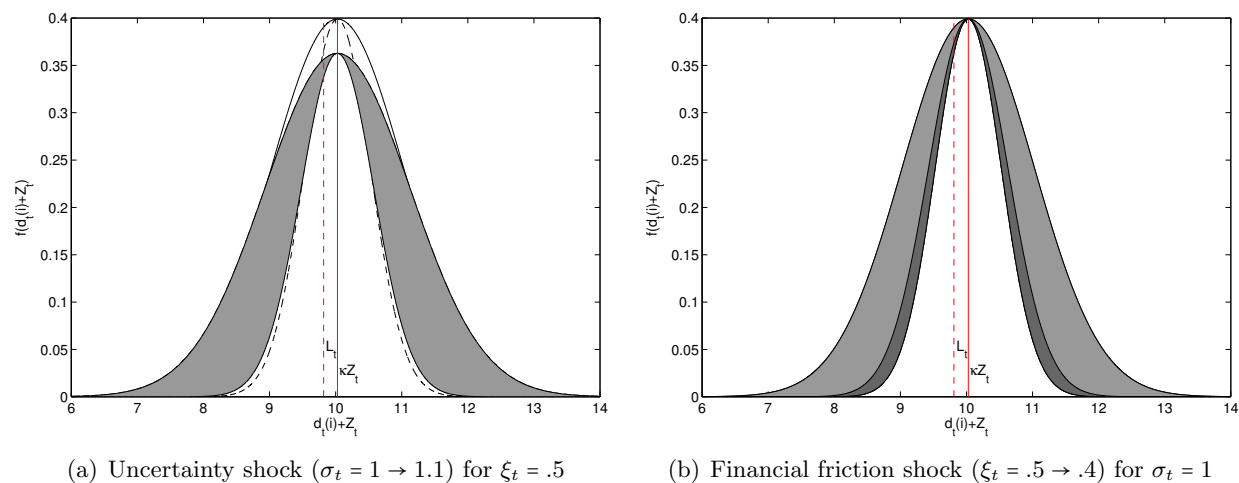 0.4
0.35
0.3
0.25
0.2
0.15
0.1
0.05
0
f(d_t(i)+Z_t)
L_t
κZ_t
6 7 8 9 10 11 12 13 14
d_t(i)+Z_t
(a) Uncertainty shock (σ_t = 1 → 1.1) for ξ_t = .5
0.4
0.35
0.3
0.25
0.2
0.15
0.1
0.05
0
f(d_t(i)+Z_t)
L_t
κZ_t
6 7 8 9 10 11 12 13 14
d_t(i)+Z_t
(b) Financial friction shock (ξ_t = .5 → .4) for σ_t = 1